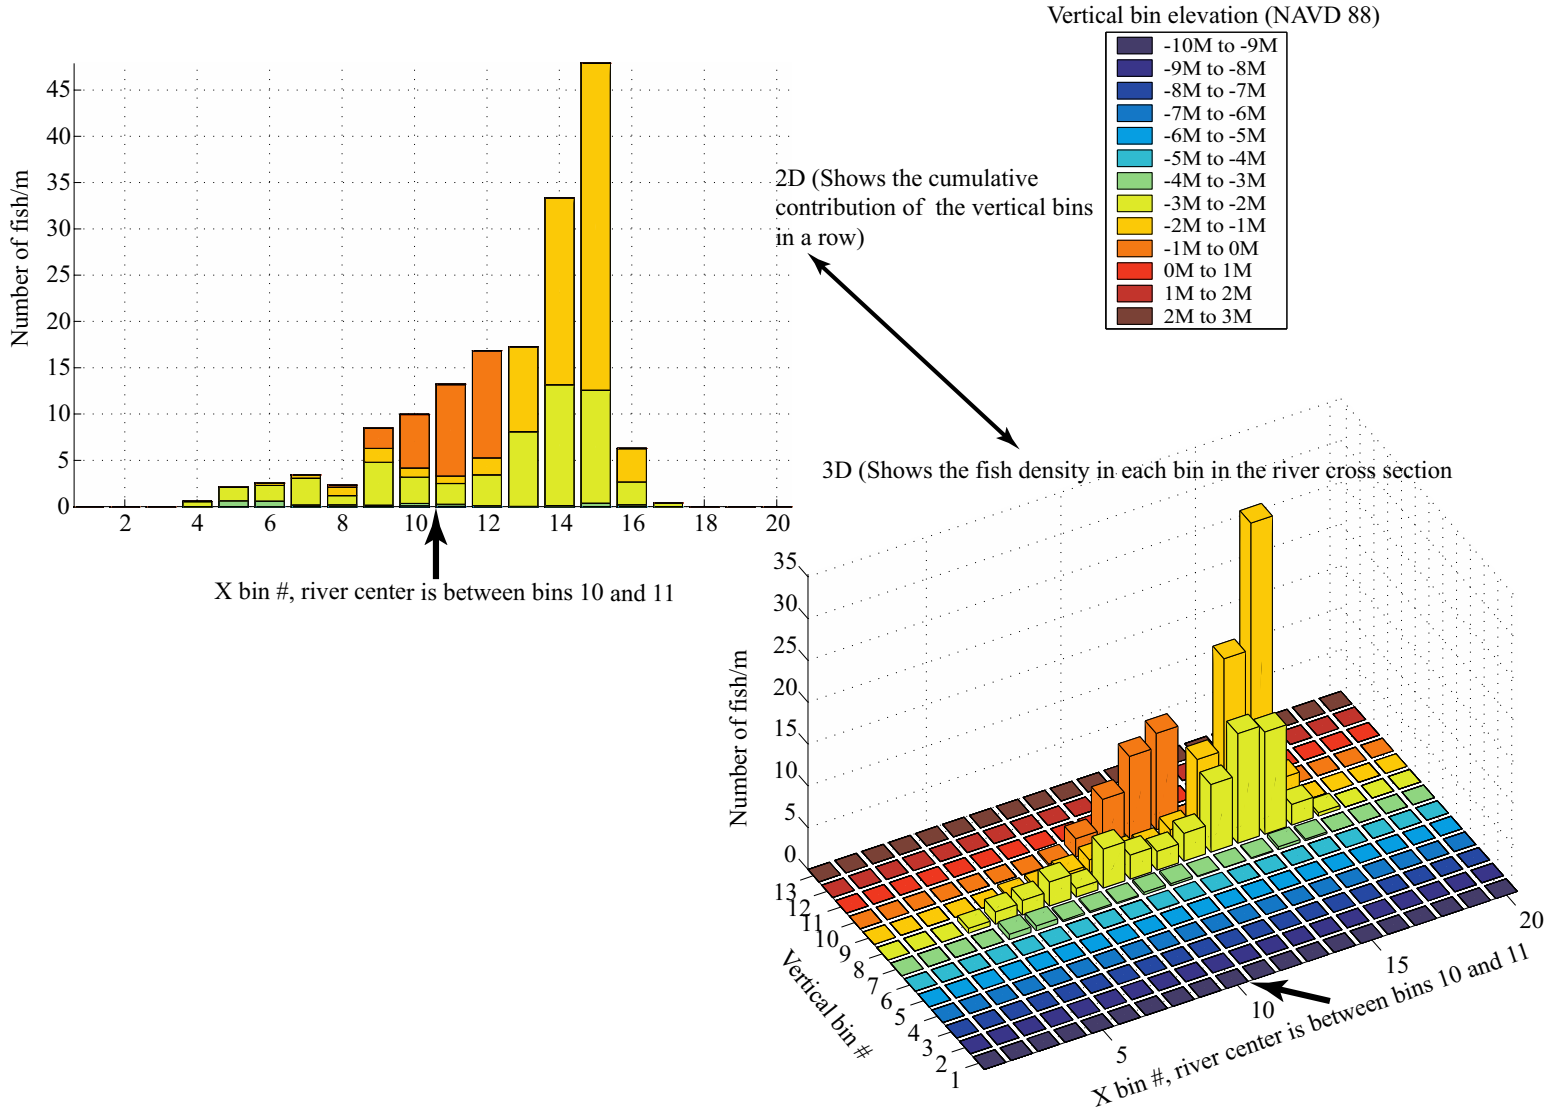 Vertical bin elevation (NAVD 88)
-10M to -9M
-9M to -8M
-8M to -7M
-7M to -6M
-6M to -5M
-5M to -4M
-4M to -3M
-3M to -2M
-2M to -1M
-1M to 0M
0M to 1M
1M to 2M
2M to 3M
Number of fish/m
45
40
35
30
25
20
15
10
5
0
2 4 6 8 10 12 14 16 18 20
X bin #, river center is between bins 10 and 11
2D (Shows the cumulative
contribution of the vertical bins
in a row)
3D (Shows the fish density in each bin in the river cross section
Number of fish/m
35
30
25
20
15
10
5
0
13
12
11
10
9
8
7
6
5
4
3
2
1
Vertical bin #
5
10
15
20
X bin #, river center is between bins 10 and 11